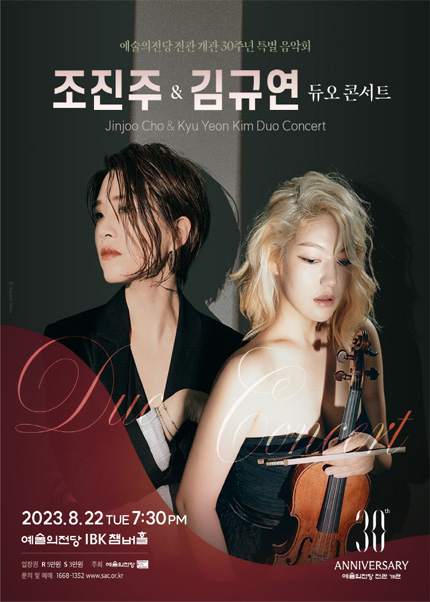 예술의전당 전관 개관 30주년 특별 음악회
조진주 & 김규연 듀오 콘서트
Jinjoo Cho & Kyu Yeon Kim Duo Concert
Duo Concert
2023.8.22 TUE 7:30PM
예술의전당 IBK챔버홀
입장권 R 5만원 S 3만원 주최 예술의전당
문의 및 예매 1668-1352 www.sac.or.kr
30th
ANNIVERSARY
예술의전당 전관 개관